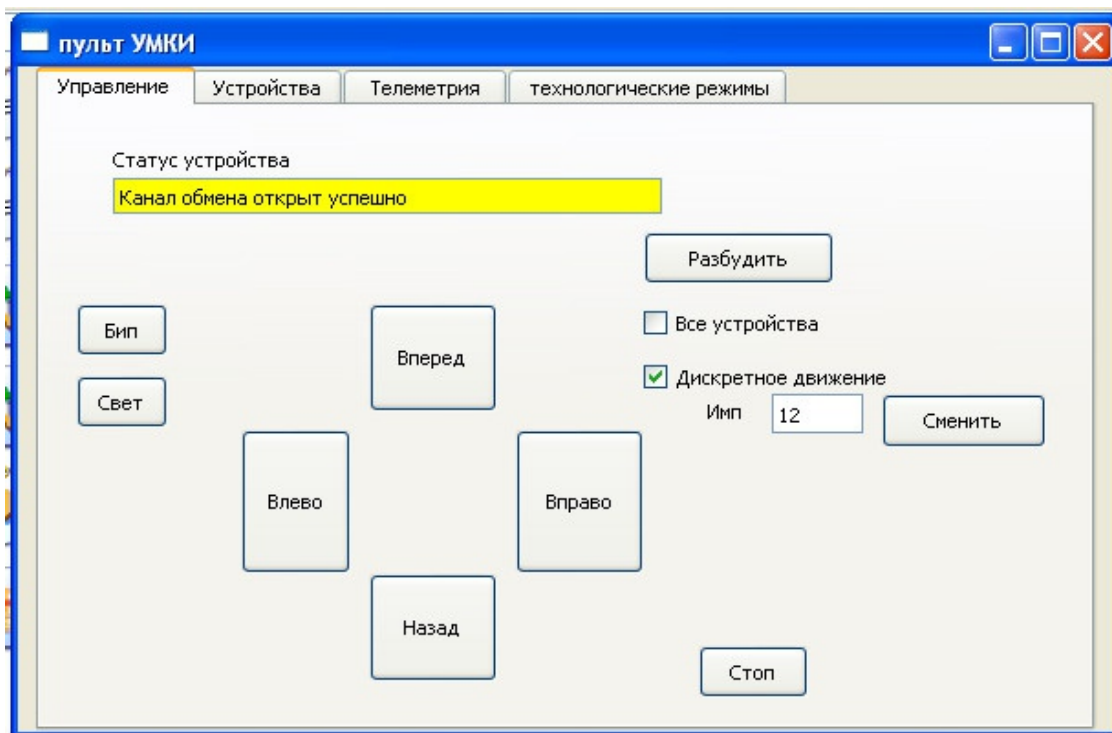 пульт УМКИ
Управление Устройства Телеметрия технологические режимы
Статус устройства
Канал обмена открыт успешно
Разбудить
Бип
Вперед
Все устройства
Свет
Дискретное движение
Имп 12 Сменить
Влево Вправо
Назад
Стоп